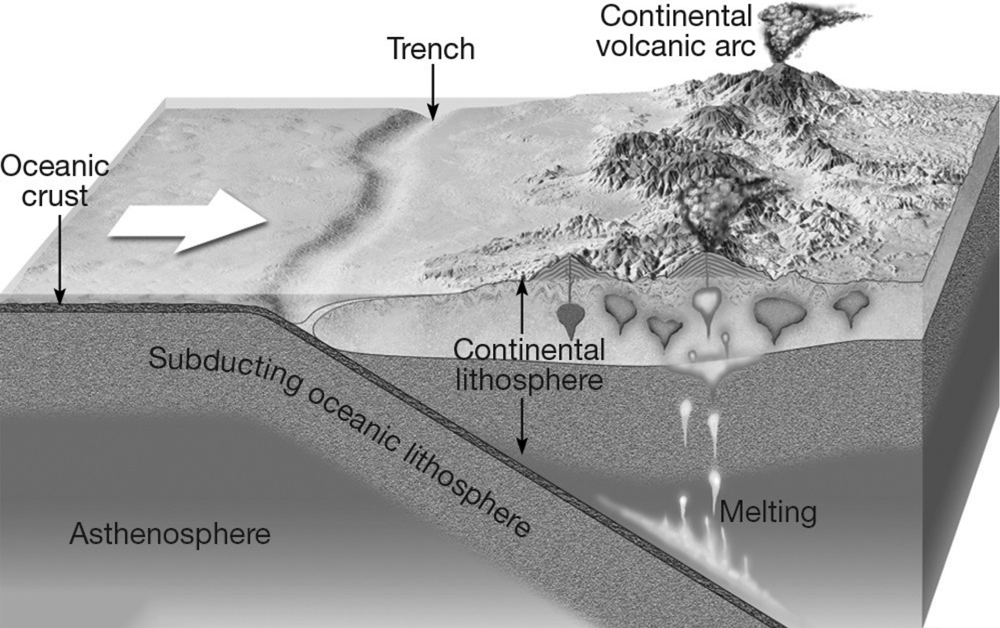 Continental
volcanic arc
Trench
Oceanic
crust
Continental
lithosphere
Subducting oceanic lithosphere
Melting
Asthenosphere